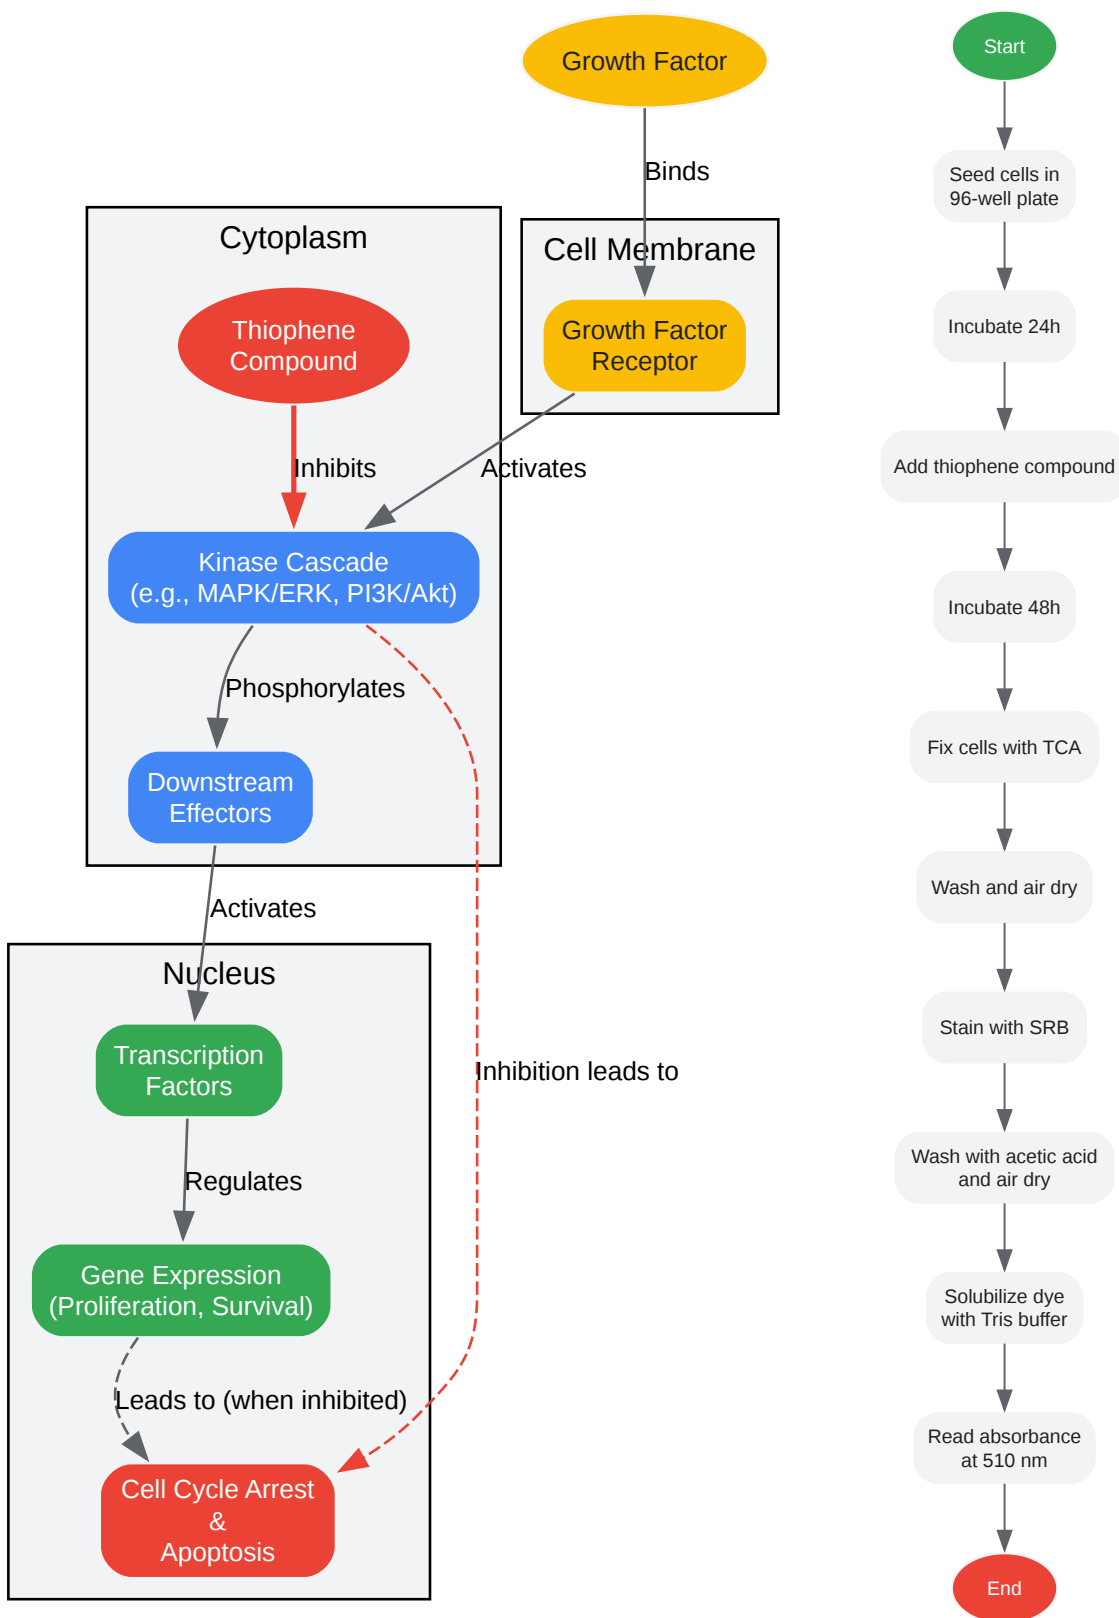 Growth Factor
Binds
Cytoplasm
Cell Membrane
Thiophene
Compound
Growth Factor
Receptor
Inhibits
Activates
Kinase Cascade
(e.g., MAPK/ERK, PI3K/Akt)
Phosphorylates
Downstream
Effectors
Activates
Nucleus
Transcription
Factors
Inhibition leads to
Regulates
Gene Expression
(Proliferation, Survival)
Leads to (when inhibited)
Cell Cycle Arrest
&
Apoptosis
Start
Seed cells in
96-well plate
Incubate 24h
Add thiophene compound
Incubate 48h
Fix cells with TCA
Wash and air dry
Stain with SRB
Wash with acetic acid
and air dry
Solubilize dye
with Tris buffer
Read absorbance
at 510 nm
End